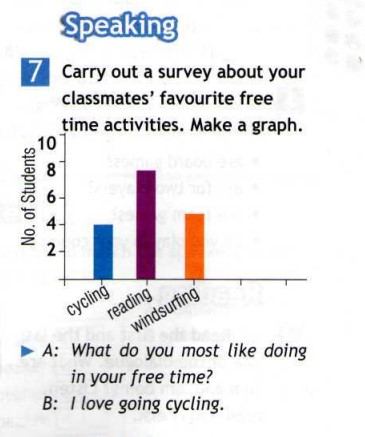 Speaking
7 Carry out a survey about your
classmates' favourite free
time activities. Make a graph.
No. of Students
10
8
6
4
2
cycling
reading
windsurfing
A: What do you most like doing
in your free time?
B: I love going cycling.